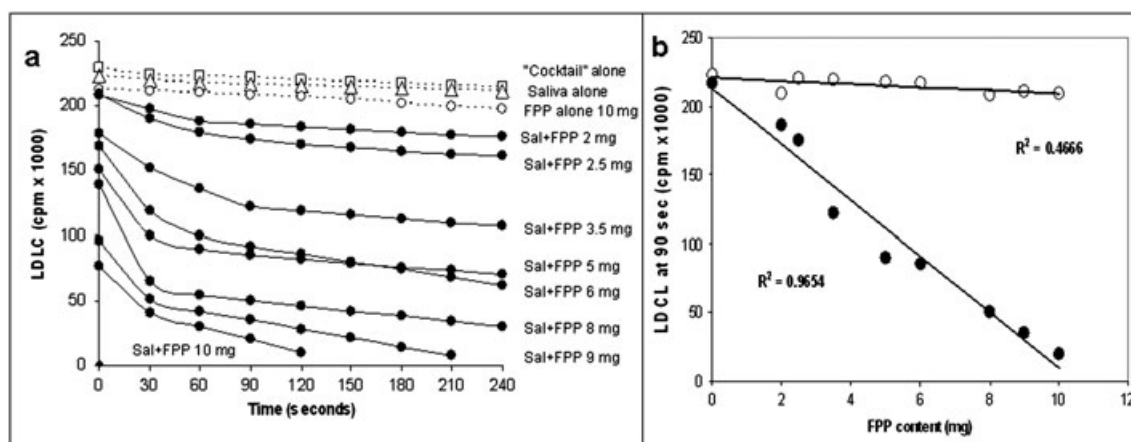 a
250
200
150
100
50
0
LDLC (cpm x 1000)
0 30 60 90 120 150 180 210 240
Time (seconds)
"Cocktail" alone
Saliva alone
FPP alone 10 mg
Sal+FPP 2 mg
Sal+FPP 2.5 mg
Sal+FPP 3.5 mg
Sal+FPP 5 mg
Sal+FPP 6 mg
Sal+FPP 8 mg
Sal+FPP 9 mg
Sal+FPP 10 mg
b
250
200
150
100
50
0
LDCL at 90 sec (cpm x1000)
R² = 0.4666
R² = 0.9654
0 2 4 6 8 10 12
FPP content (mg)